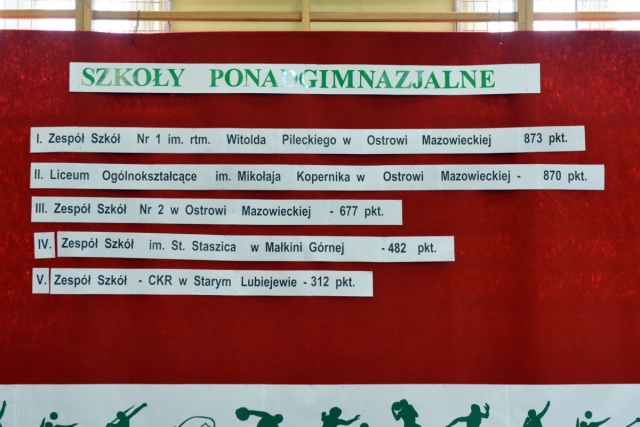 SZKOŁY PONADGIMNAZJALNE
I. Zespół Szkół Nr 1 im. rtm. Witolda Pileckiego w Ostrowi Mazowieckiej 873 pkt.
II. Liceum Ogólnokształcące im. Mikołaja Kopernika w Ostrowi Mazowieckiej - 870 pkt.
III. Zespół Szkół Nr 2 w Ostrowi Mazowieckiej - 677 pkt.
IV. Zespół Szkół im. St. Staszica w Małkini Górnej - 482 pkt.
V. Zespół Szkół - CKR w Starym Lubiejewie - 312 pkt.